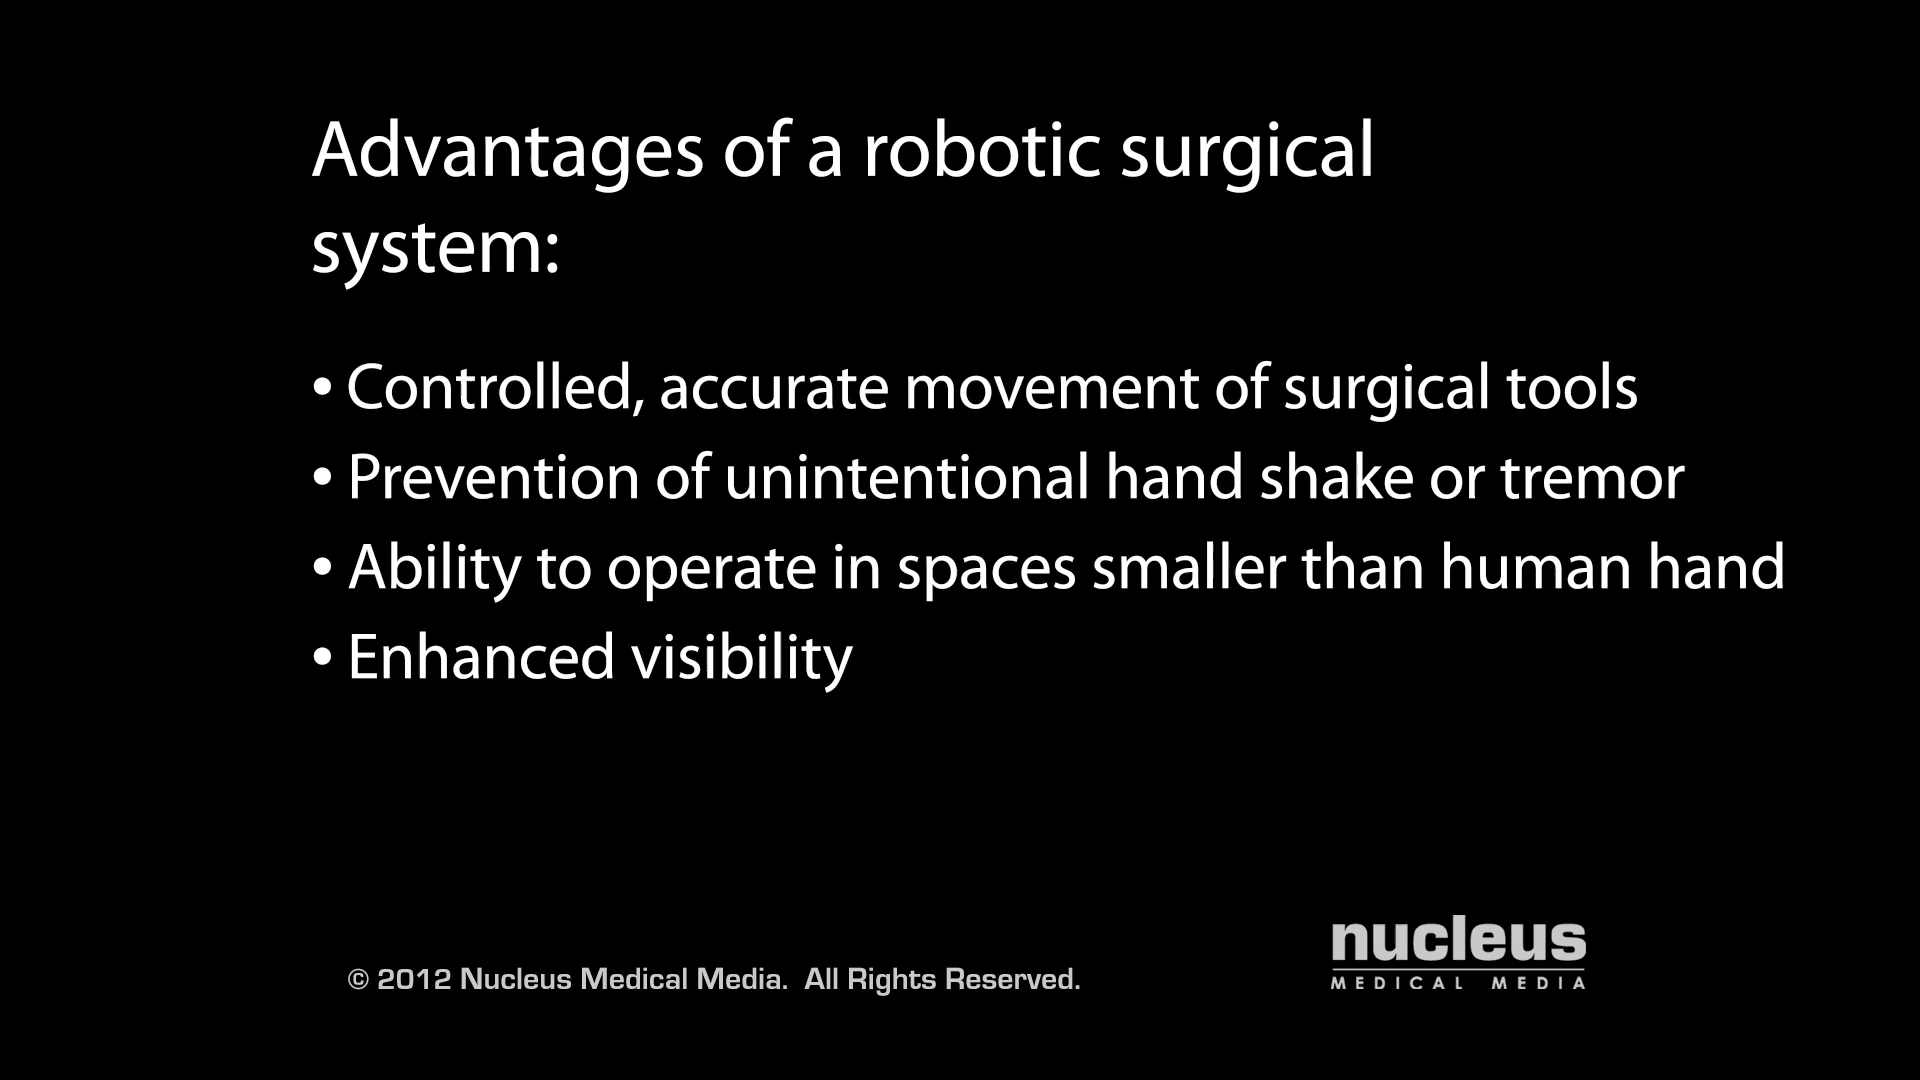 Advantages of a robotic surgical
system:
• Controlled, accurate movement of surgical tools
• Prevention of unintentional hand shake or tremor
• Ability to operate in spaces smaller than human hand
• Enhanced visibility
nucleus
MEDICAL MEDIA
© 2012 Nucleus Medical Media. All Rights Reserved.